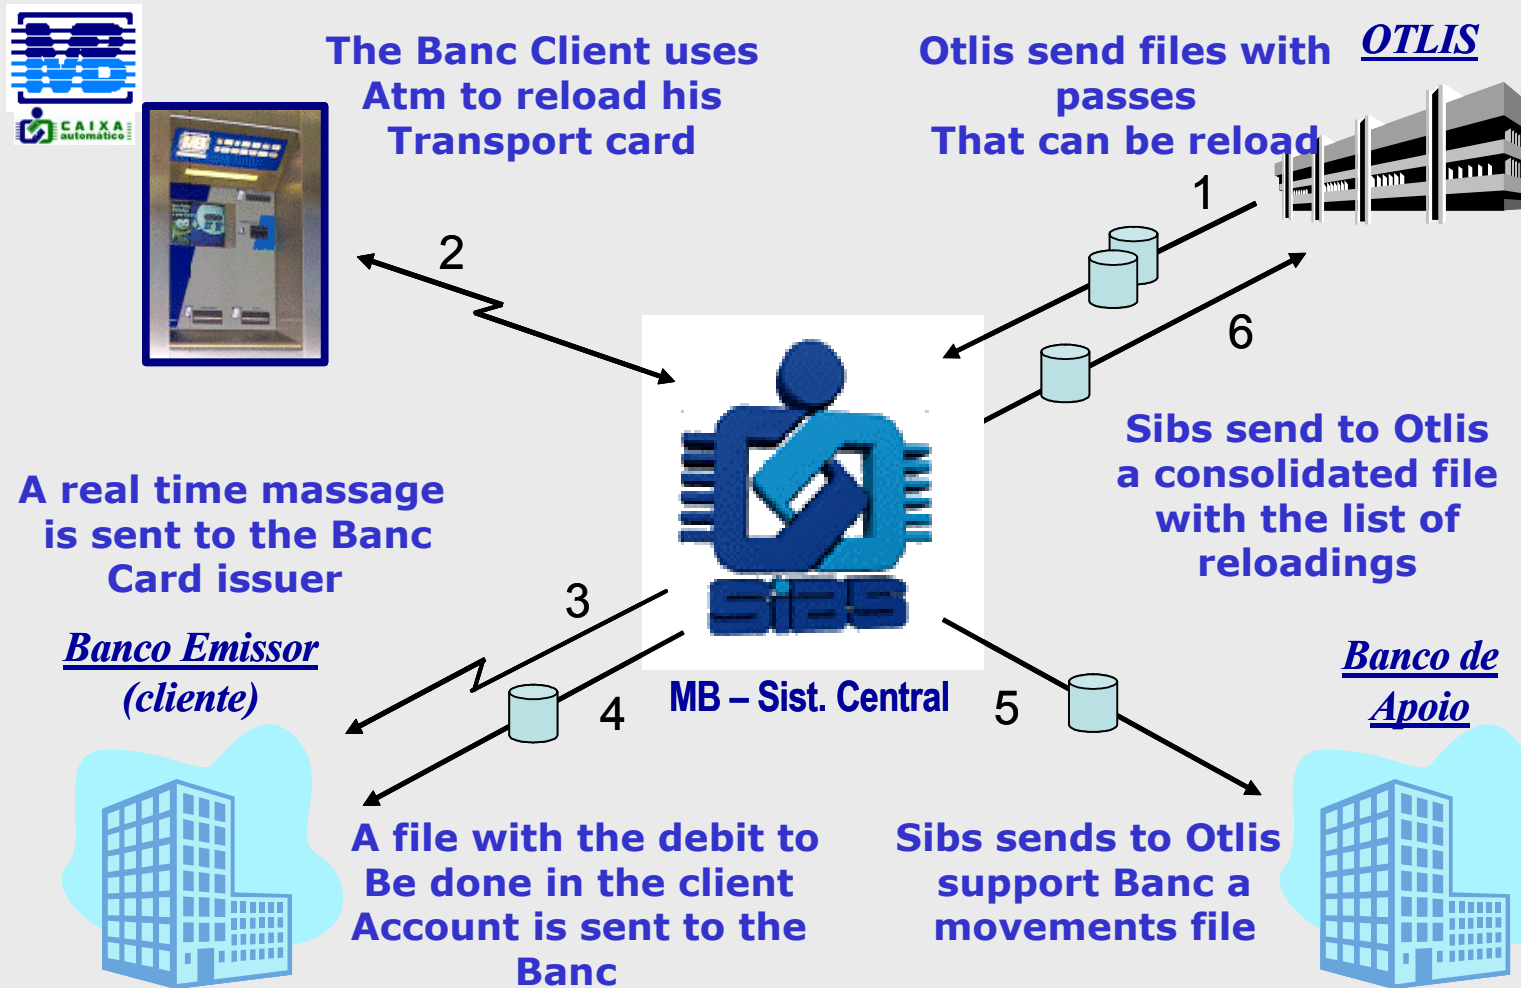 MB
CAIXA
automático
The Banc Client uses
Atm to reload his
Transport card
Otlis send files with
passes
That can be reload
OTLIS
1
2
6
Sibs send to Otlis
a consolidated file
with the list of
reloadings
A real time massage
is sent to the Banc
Card issuer
3
Banco Emissor
(cliente)
SIBS
MB – Sist. Central
4
5
Banco de
Apoio
A file with the debit to
Be done in the client
Account is sent to the
Banc
Sibs sends to Otlis
support Banc a
movements file